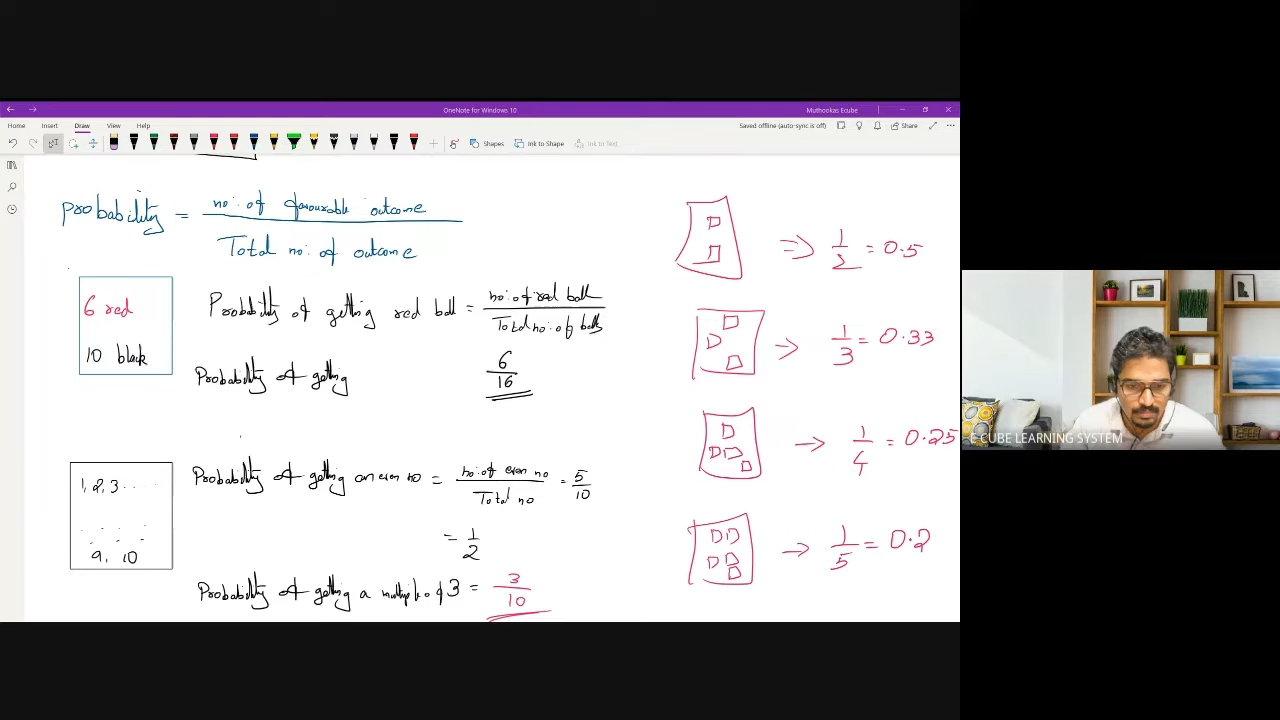 OneNote for Windows 10
Muthookas Ecube
Home Insert Draw View Help
Saved offline (auto-sync is off)
Share
Shapes
Ink to Shape
Ink to Text
Probability = no: of favourable outcome
Total no: of outcome
6 red
10 black
Probability of getting red ball = no: of red ball
Total no: of balls
Probability of getting
6
16
1, 2, 3 ....
9, 10
Probability of getting an even no = no: of even no = 5
Total no 10
= 1
2
Probability of getting a multiple of 3 = 3
10
⇒ 1 = 0.5
2
→ 1 = 0.33
3
→ 1 = 0.25
4
→ 1 = 0.2
5
E CUBE LEARNING SYSTEM